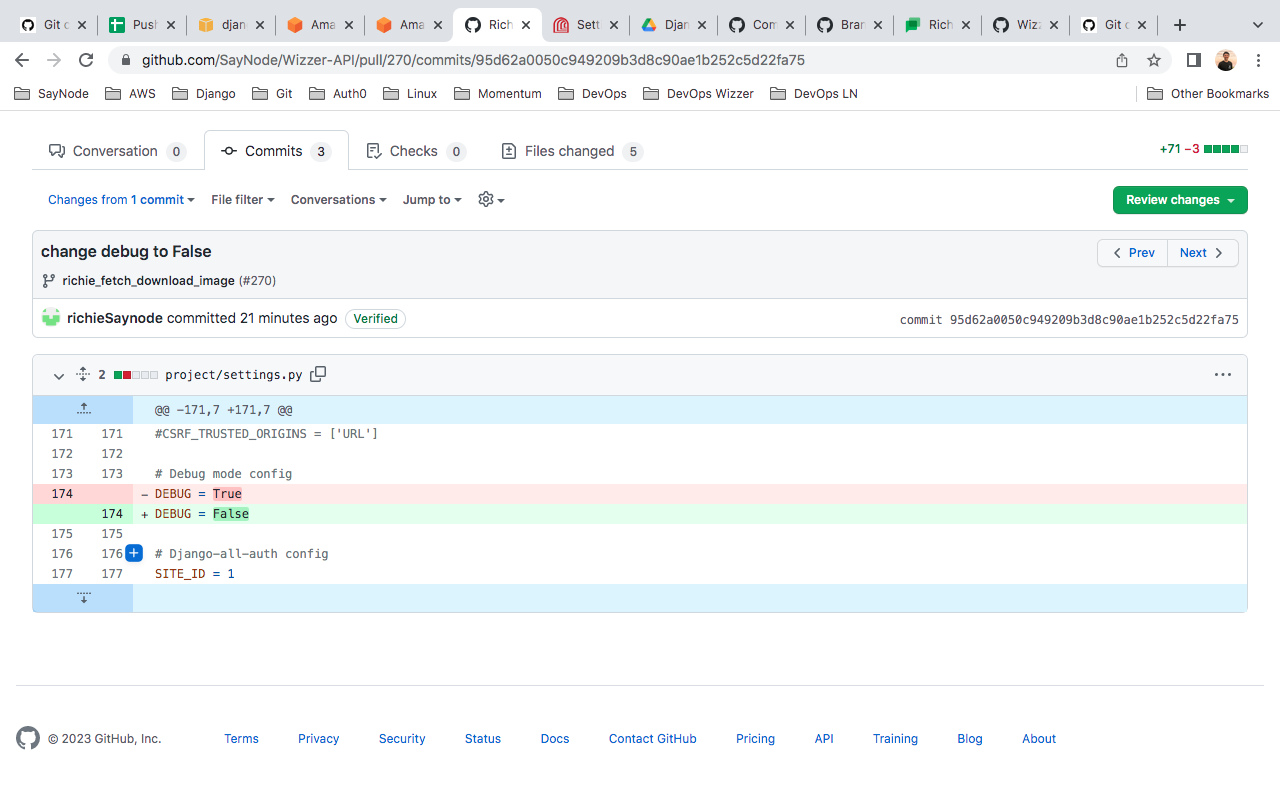 Git c
Push
djan
Ama
Ama
Rich
Sett
Djan
Com
Bran
Rich
Wizz
Git c
github.com/SayNode/Wizzer-API/pull/270/commits/95d62a0050c949209b3d8c90ae1b252c5d22fa75
SayNode AWS Django Git Auth0 Linux Momentum DevOps DevOps Wizzer DevOps LN Other Bookmarks
Conversation 0 Commits 3 Checks 0 Files changed 5 +71 −3
Changes from 1 commit File filter Conversations Jump to Review changes
change debug to False Prev Next
richie_fetch_download_image (#270)
richieSaynode committed 21 minutes ago Verified commit 95d62a0050c949209b3d8c90ae1b252c5d22fa75
2 project/settings.py
@@ -171,7 +171,7 @@
171 171 #CSRF_TRUSTED_ORIGINS = ['URL']
172 172
173 173 # Debug mode config
174 - DEBUG = True
174 + DEBUG = False
175 175
176 176 # Django-all-auth config
177 177 SITE_ID = 1
© 2023 GitHub, Inc. Terms Privacy Security Status Docs Contact GitHub Pricing API Training Blog About